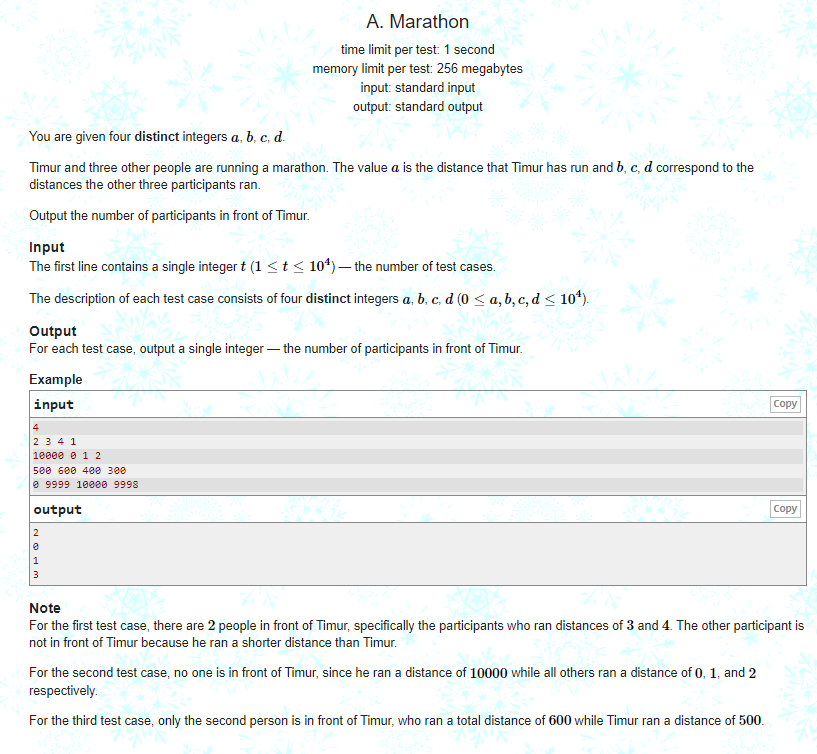 A. Marathon
time limit per test: 1 second
memory limit per test: 256 megabytes
input: standard input
output: standard output
You are given four distinct integers a, b, c, d.
Timur and three other people are running a marathon. The value a is the distance that Timur has run and b, c, d correspond to the
distances the other three participants ran.
Output the number of participants in front of Timur.
Input
The first line contains a single integer t (1 ≤ t ≤ 10⁴) — the number of test cases.
The description of each test case consists of four distinct integers a, b, c, d (0 ≤ a, b, c, d ≤ 10⁴).
Output
For each test case, output a single integer — the number of participants in front of Timur.
Example
input
Copy
4
2 3 4 1
10000 0 1 2
500 600 400 300
0 9999 10000 9998
output
Copy
2
0
1
3
Note
For the first test case, there are 2 people in front of Timur, specifically the participants who ran distances of 3 and 4. The other participant is
not in front of Timur because he ran a shorter distance than Timur.
For the second test case, no one is in front of Timur, since he ran a distance of 10000 while all others ran a distance of 0, 1, and 2
respectively.
For the third test case, only the second person is in front of Timur, who ran a total distance of 600 while Timur ran a distance of 500.